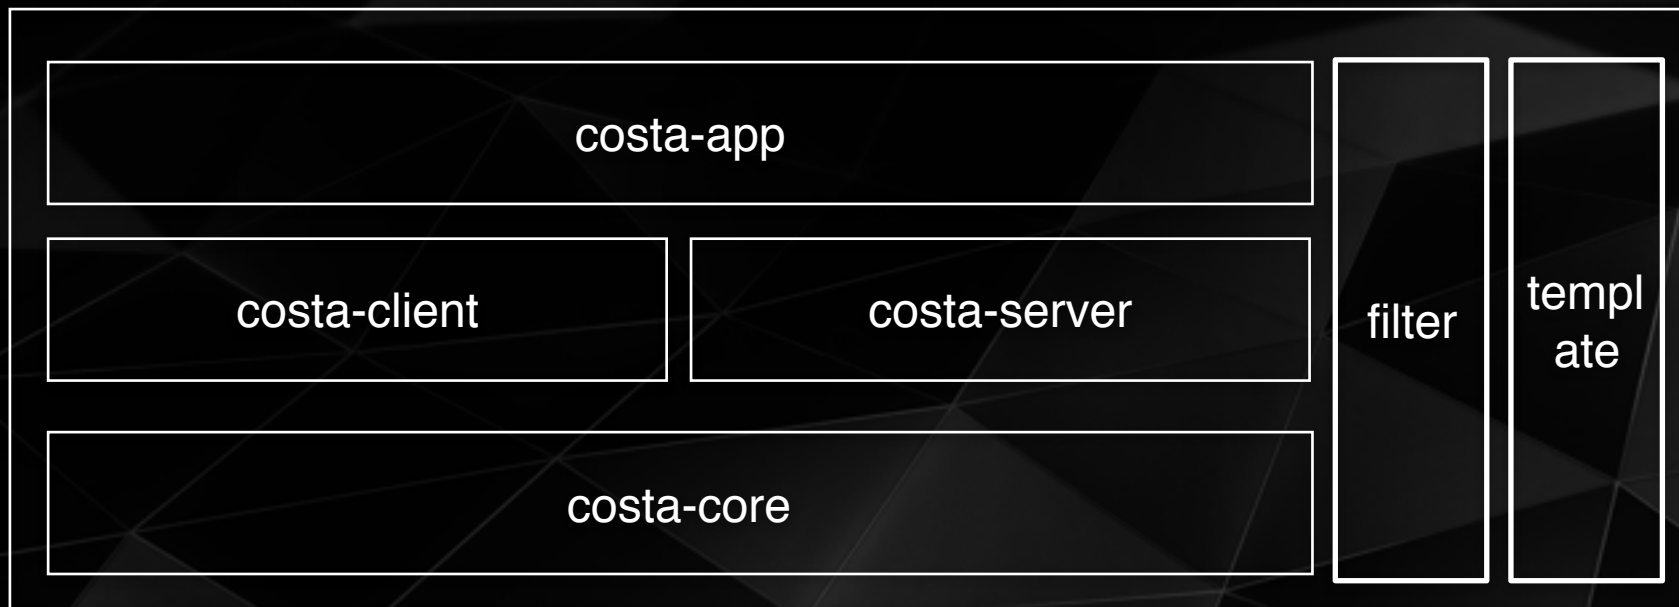 costa-app
costa-client
costa-server
filter
templ
ate
costa-core